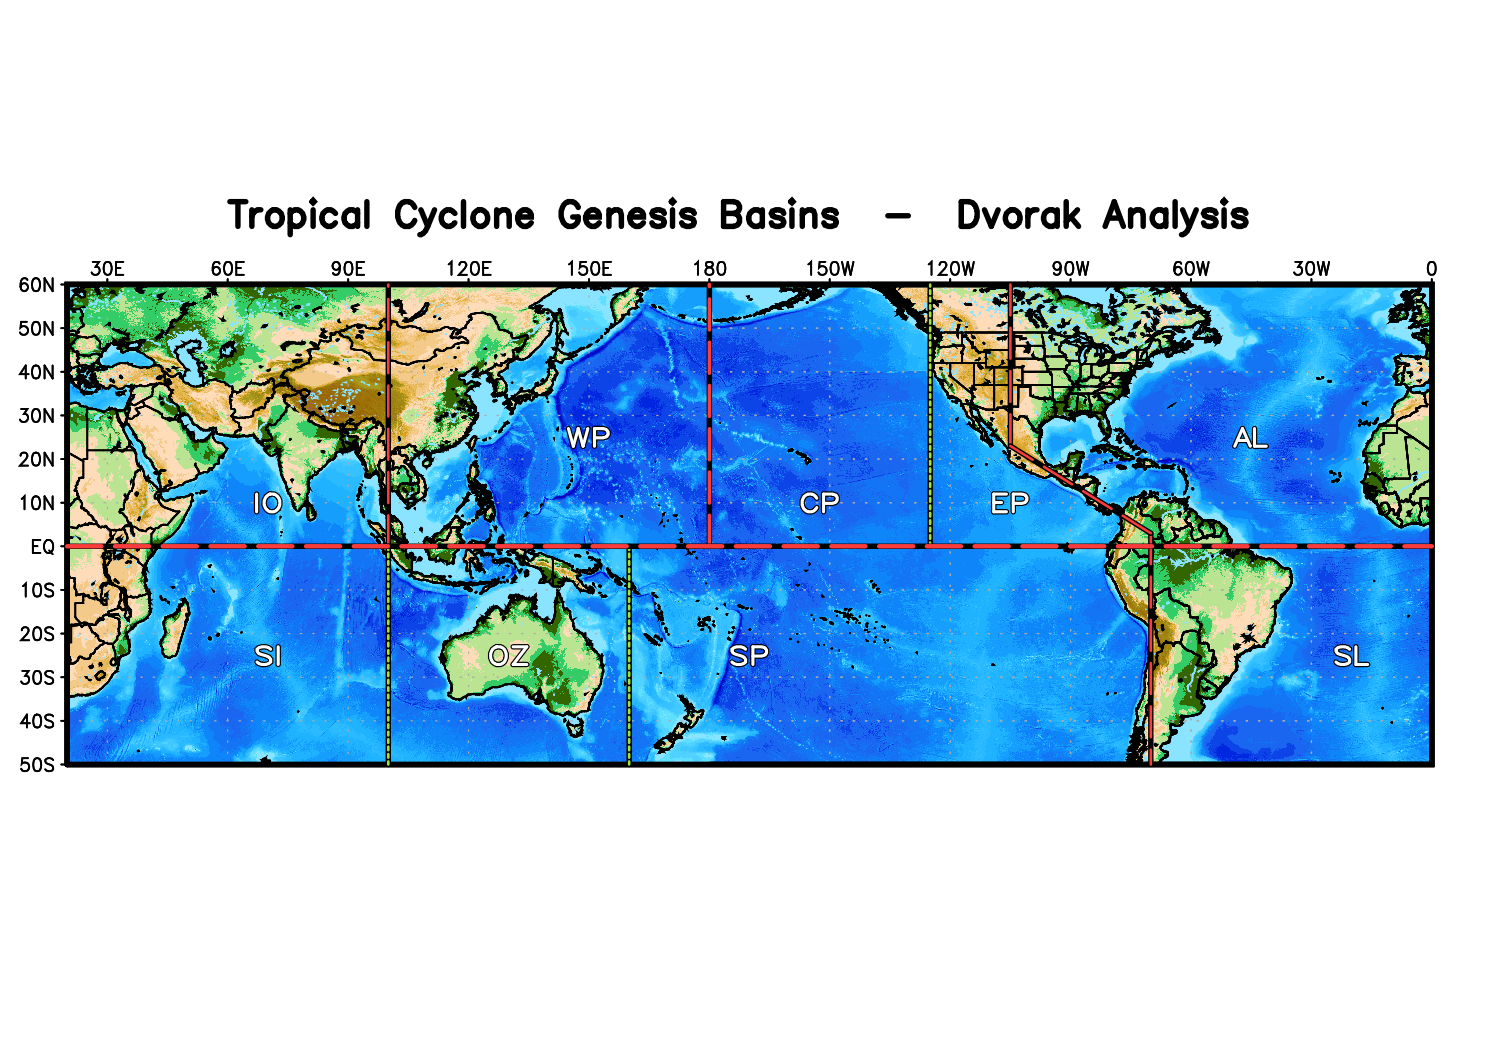 Tropical Cyclone Genesis Basins – Dvorak Analysis
30E 60E 90E 120E 150E 180 150W 120W 90W 60W 30W 0
60N
50N
40N
30N
20N
10N
EQ
10S
20S
30S
40S
50S
WP
AL
IO
CP
EP
SI
OZ
SP
SL